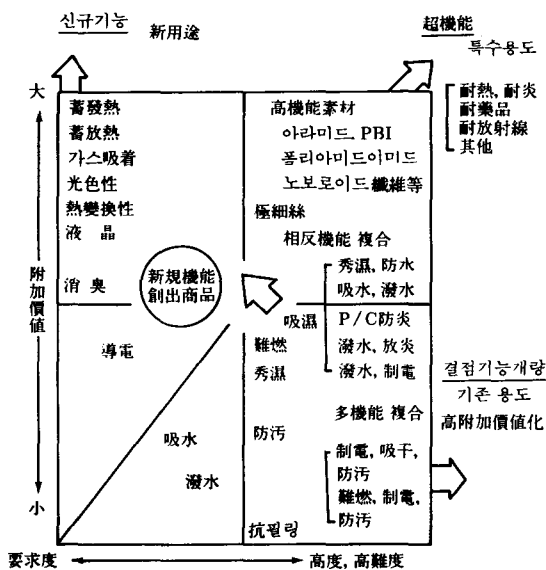 신규기능
新用途
超機能
특수용도
耐熱, 耐炎
耐藥品
耐放射線
其他
大
附加價値
小
蓄發熱
蓄放熱
가스吸着
光色性
熱變換性
液 晶
消 臭
新規機能
創出商品
高機能素材
아라미드, PBI
폴리아미드이미드
노보로이드纖維等
極細絲
相反機能 複合
秀濕, 防水
吸水, 潑水
P/C防炎
潑水, 放炎
潑水, 制電
吸濕
難燃
秀濕
導電
吸水
潑水
防汚
多機能 複合
制電, 吸干,
防汚
難燃, 制電,
防汚
抗필링
결점기능개량
기존 용도
高附加價値化
要求度
高度, 高難度